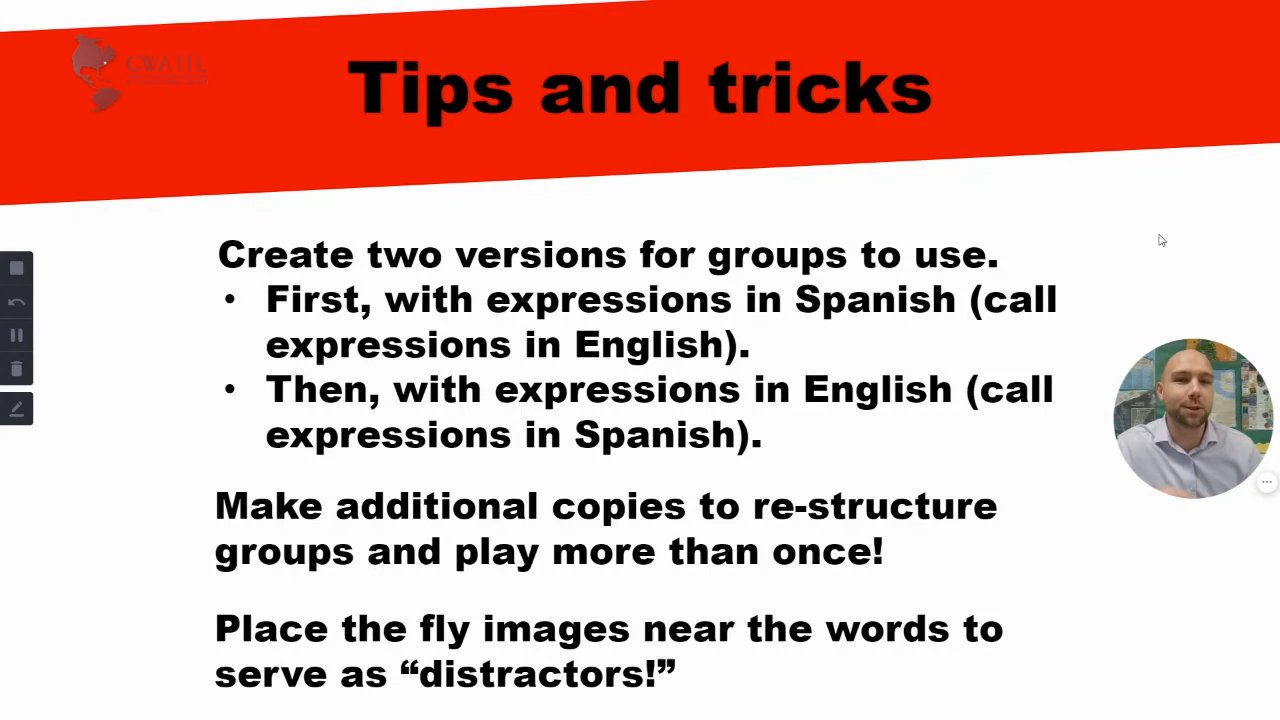 GWATFL
Tips and tricks
Create two versions for groups to use.
• First, with expressions in Spanish (call
expressions in English).
• Then, with expressions in English (call
expressions in Spanish).
Make additional copies to re-structure
groups and play more than once!
Place the fly images near the words to
serve as “distractors!”